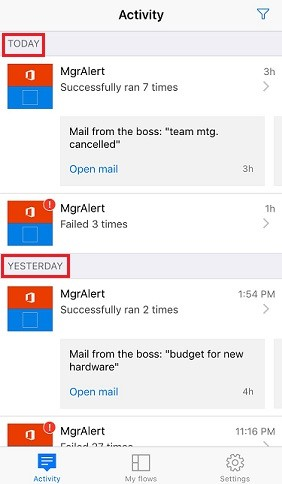 Activity
TODAY
MgrAlert 3h
Successfully ran 7 times
Mail from the boss: "team mtg.
cancelled"
Open mail 3h
MgrAlert 1h
Failed 3 times
YESTERDAY
MgrAlert 1:54 PM
Successfully ran 2 times
Mail from the boss: "budget for new
hardware"
Open mail 4h
MgrAlert 11:16 PM
Failed 27 times
Activity My flows Settings